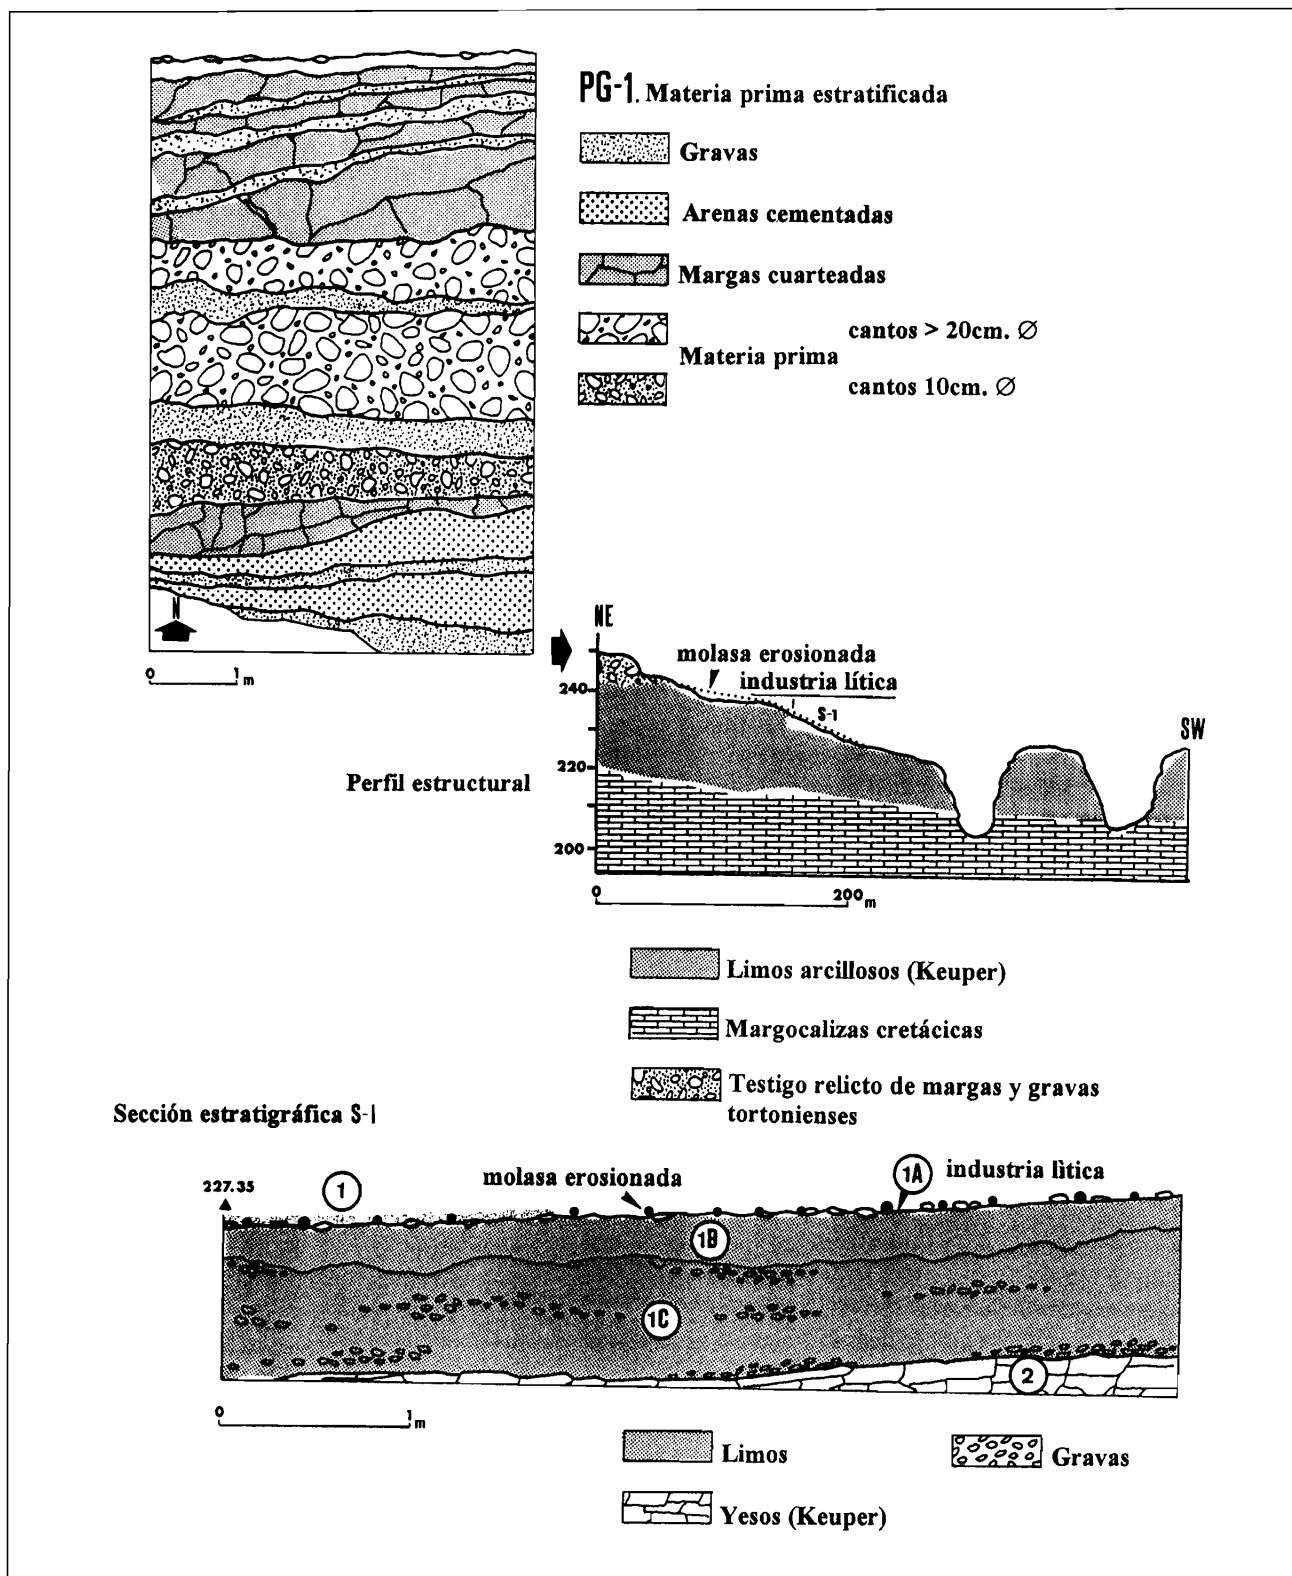 PG-1. Materia prima estratificada
Gravas
Arenas cementadas
Margas cuarteadas
cantos > 20cm. Ø
Materia prima
cantos 10cm. Ø
N
0 1 m
NE
molasa erosionada
industria lítica
240
S-1
SW
220
Perfil estructural
200
0 200 m
Limos arcillosos (Keuper)
Margocalizas cretácicas
Testigo relicto de margas y gravas
tortonienses
Sección estratigráfica S-1
227.35
1
molasa erosionada
1A
industria lìtica
1B
1C
2
0 1 m
Limos
Gravas
Yesos (Keuper)